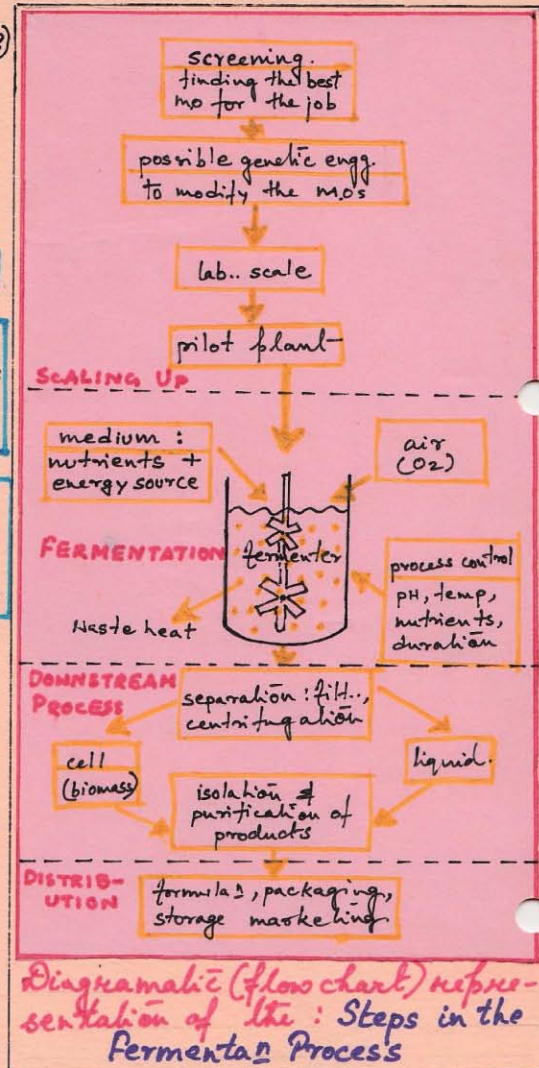 screening.
finding the best
mo for the job
possible genetic engg.
to modify the m.o's
lab.. scale
pilot plant
SCALING UP
medium :
nutrients +
energy source
air
(O2)
FERMENTATION
fermenter
process control
pH, temp,
nutrients,
duration
Waste heat
DOWNSTREAM
PROCESS
separation : filt..,
centrifugation
cell
(biomass)
liquid.
isolation &
purification of
products
DISTRIB-
UTION
formulan, packaging,
storage marketing
Diagramatic (flow chart) repre-
sentation of the : Steps in the
Fermentan Process